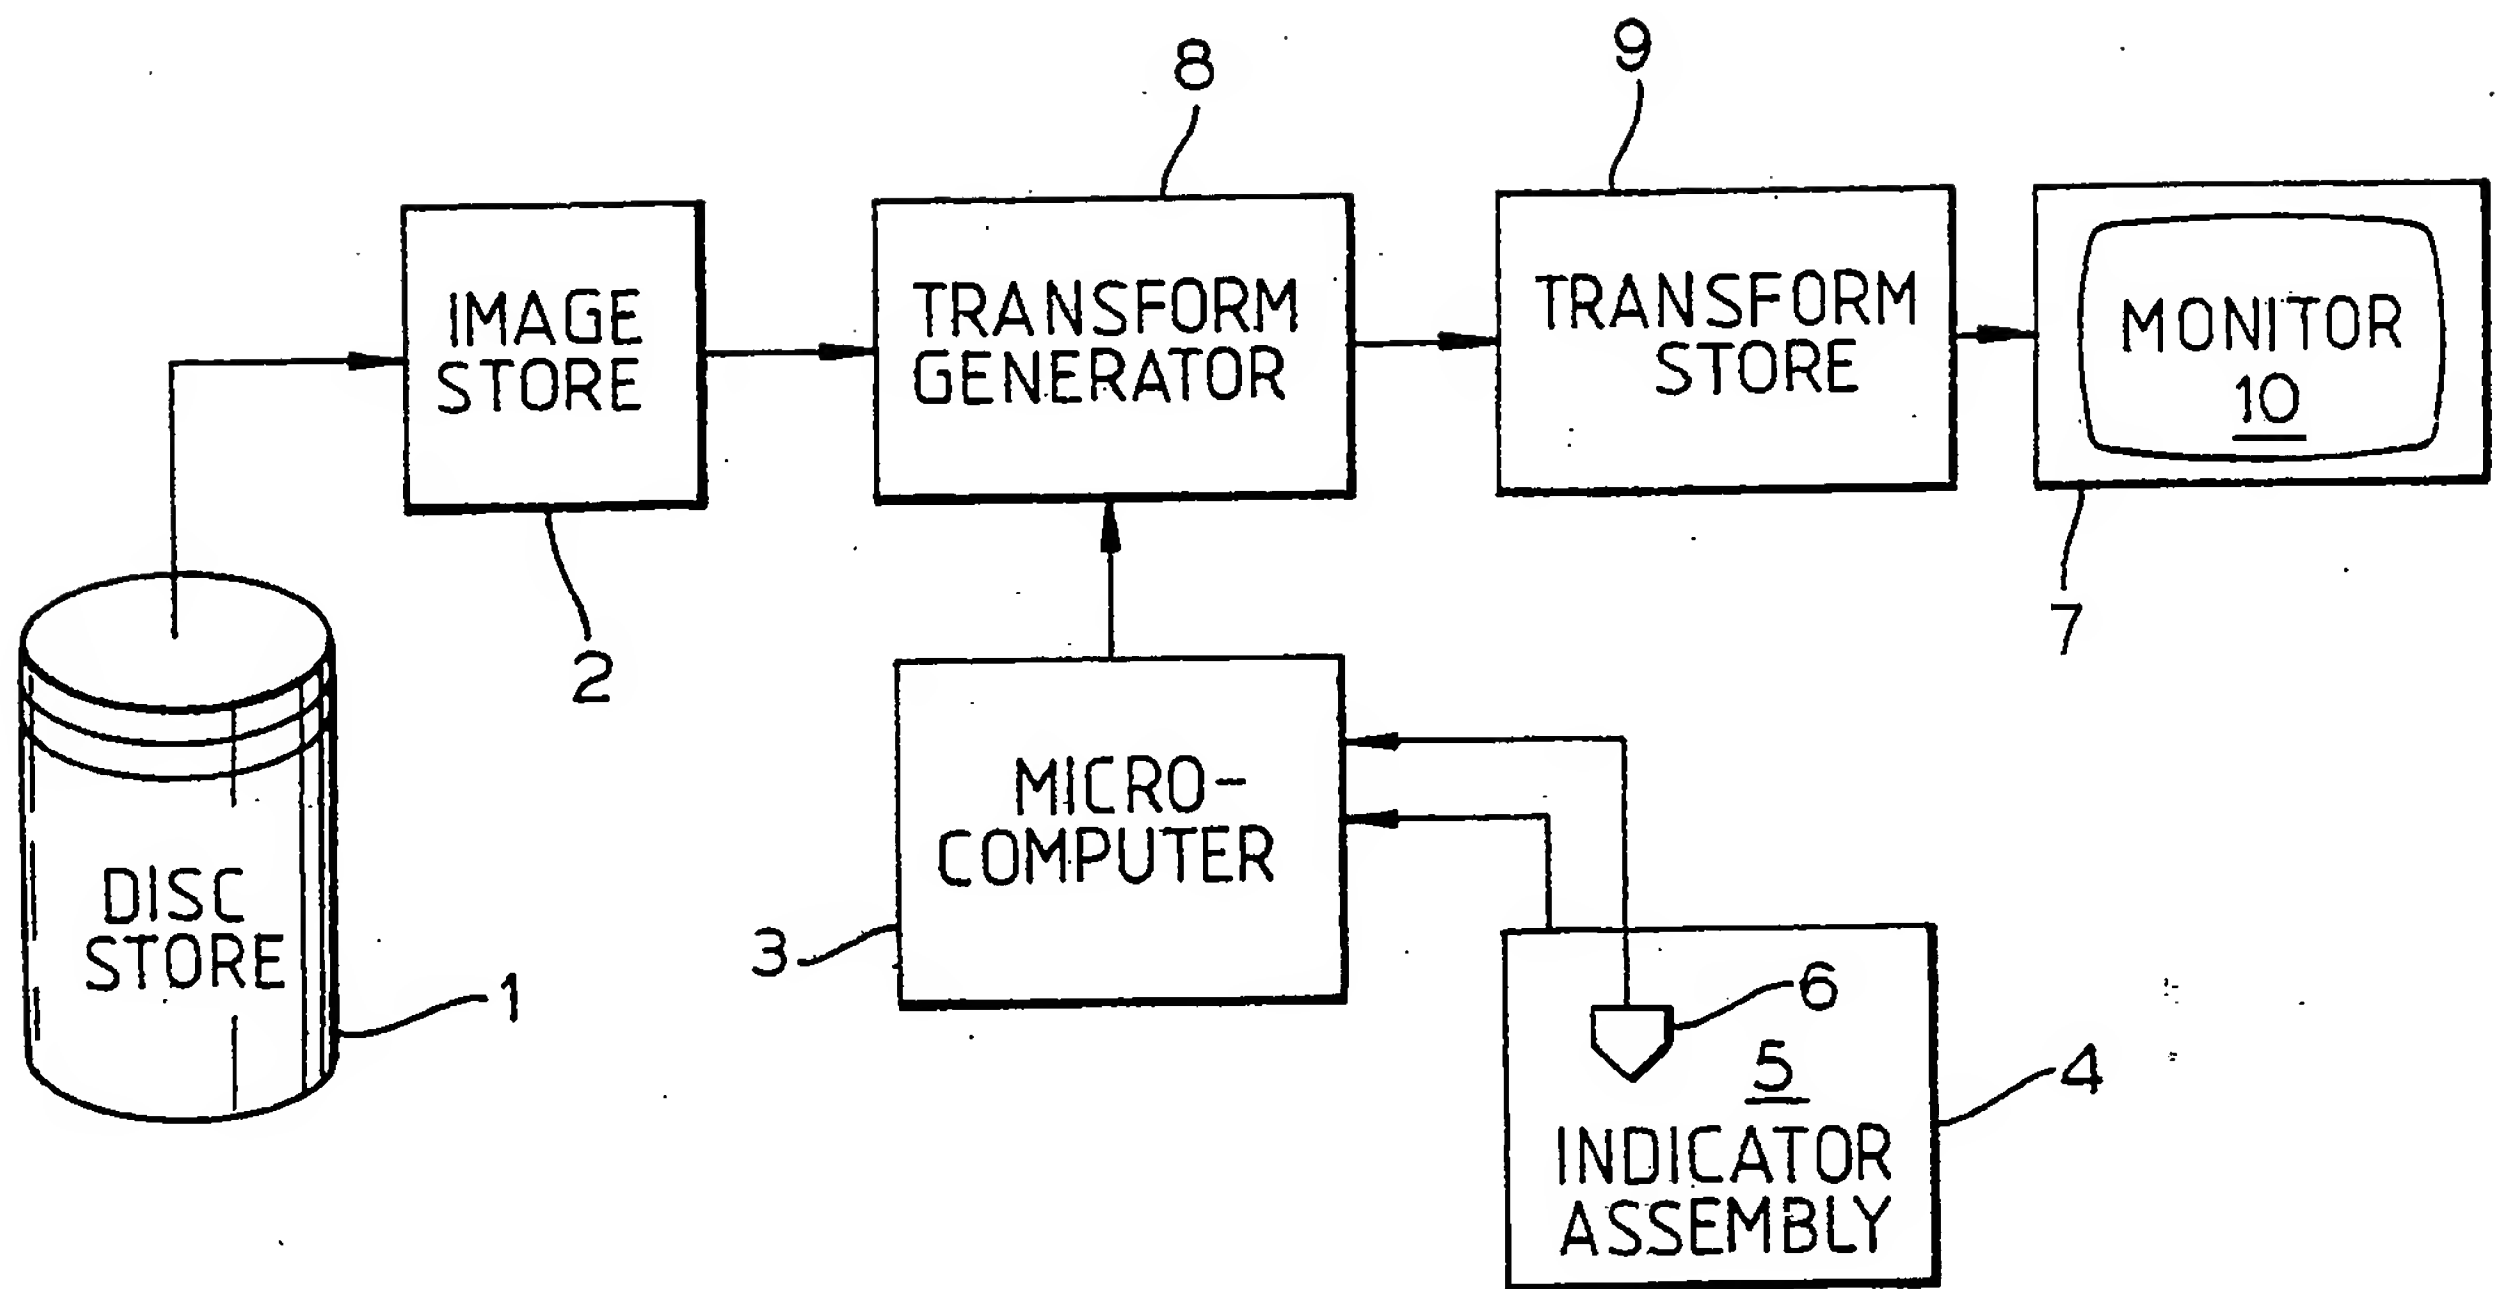 8
9
IMAGE
STORE
TRANSFORM
GENERATOR
TRANSFORM
STORE
MONITOR
10
2
7
MICRO-
COMPUTER
DISC
STORE
1
3
6
5
4
INDICATOR
ASSEMBLY